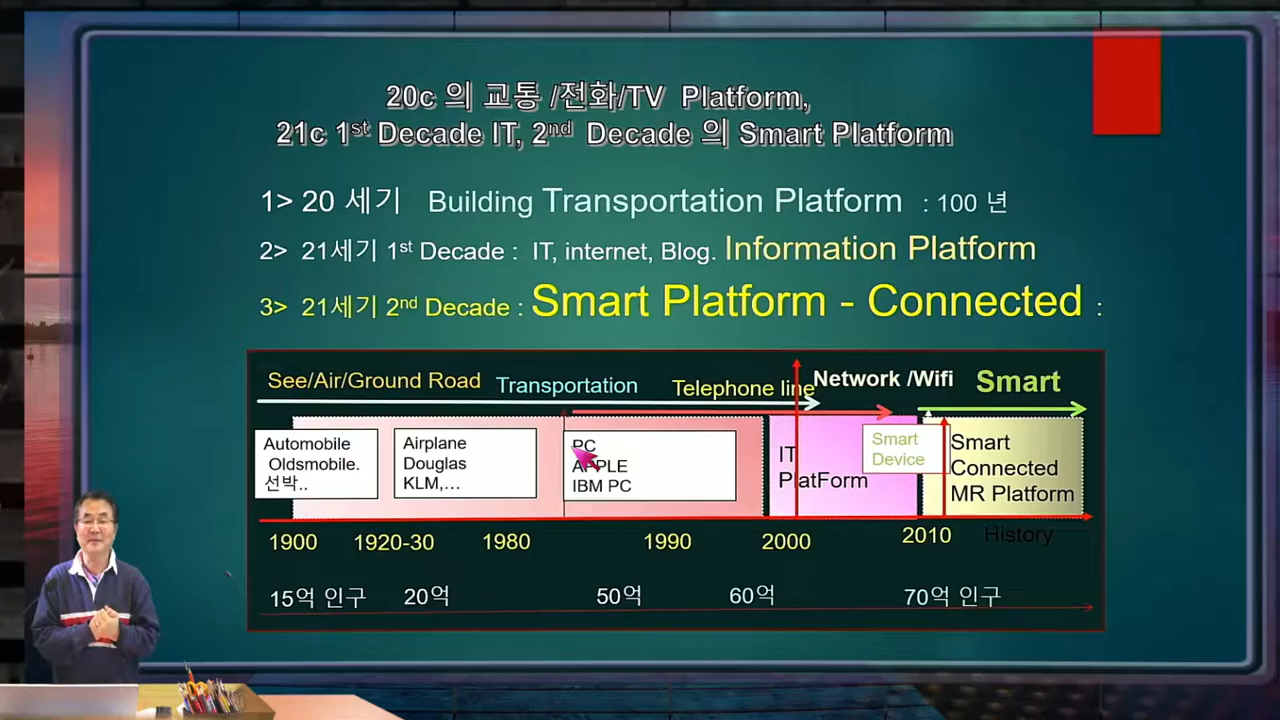 20c 의 교통 /전화/TV Platform,
21c 1st Decade IT, 2nd Decade 의 Smart Platform
1> 20 세기 Building Transportation Platform : 100 년
2> 21세기 1st Decade : IT, internet, Blog. Information Platform
3> 21세기 2nd Decade : Smart Platform - Connected :
See/Air/Ground Road Transportation Telephone line Network /Wifi Smart
Automobile
Oldsmobile.
선박..
Airplane
Douglas
KLM,...
PC
APPLE
IBM PC
IT
PlatForm
Smart
Device
Smart
Connected
MR Platform
1900 1920-30 1980 1990 2000 2010 History
15억 인구 20억 50억 60억 70억 인구